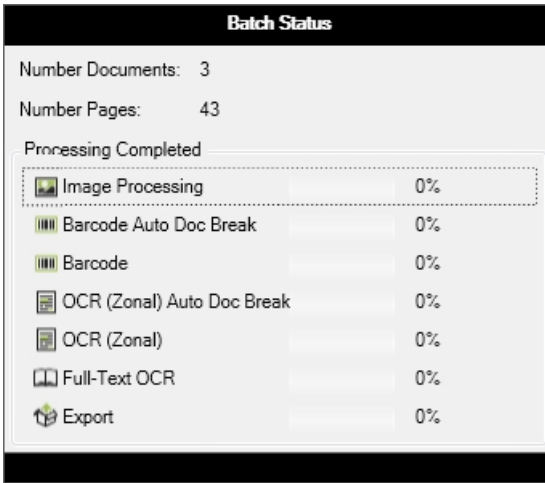 Batch Status
Number Documents: 3
Number Pages: 43
Processing Completed
Image Processing 0%
Barcode Auto Doc Break 0%
Barcode 0%
OCR (Zonal) Auto Doc Break 0%
OCR (Zonal) 0%
Full-Text OCR 0%
Export 0%